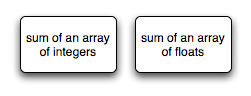 sum of an array
of integers
sum of an array
of floats